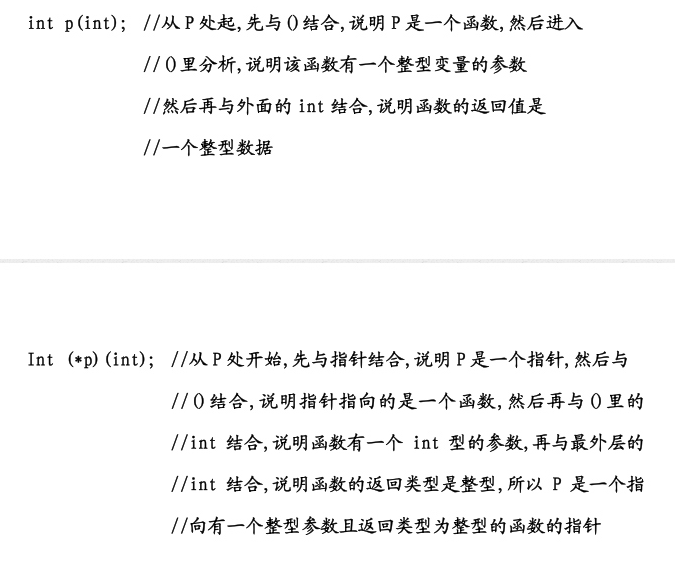 int p(int); //从P处起,先与()结合,说明P是一个函数,然后进入
//()里分析,说明该函数有一个整型变量的参数
//然后再与外面的 int 结合,说明函数的返回值是
//一个整型数据
Int (*p)(int); //从P处开始,先与指针结合,说明P是一个指针,然后与
//()结合,说明指针指向的是一个函数,然后再与()里的
//int 结合,说明函数有一个 int 型的参数,再与最外层的
//int 结合,说明函数的返回类型是整型,所以 P 是一个指
//向有一个整型参数且返回类型为整型的函数的指针